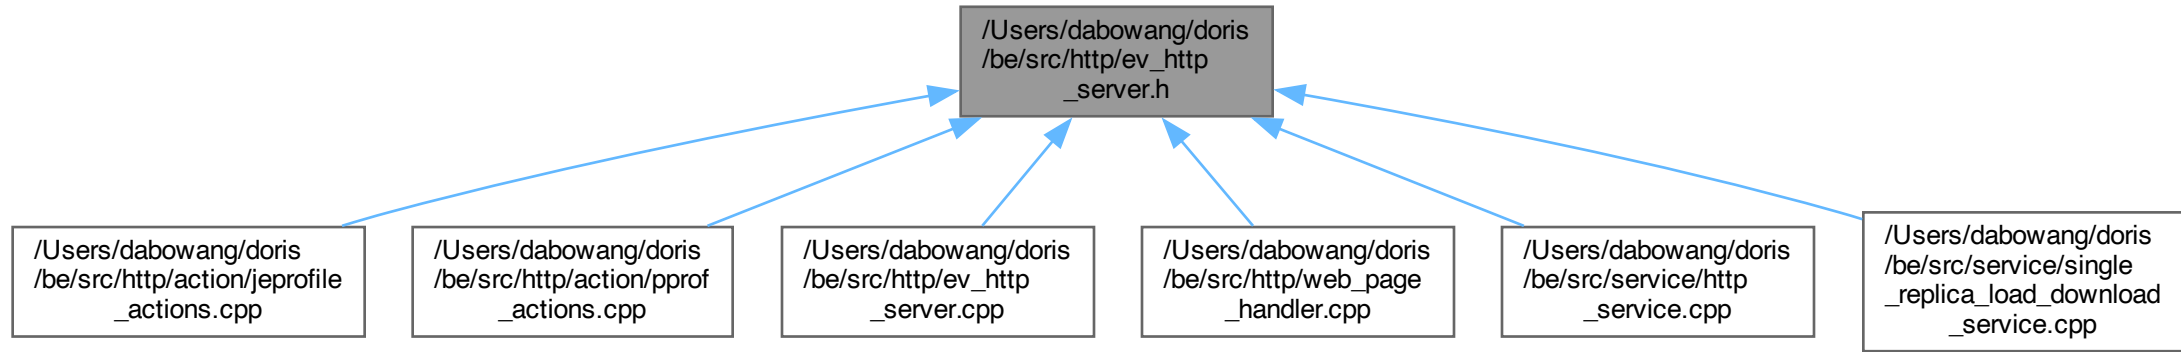 /Users/dabowang/doris
/be/src/http/ev_http
_server.h
/Users/dabowang/doris
/be/src/http/action/jeprofile
_actions.cpp
/Users/dabowang/doris
/be/src/http/action/pprof
_actions.cpp
/Users/dabowang/doris
/be/src/http/ev_http
_server.cpp
/Users/dabowang/doris
/be/src/http/web_page
_handler.cpp
/Users/dabowang/doris
/be/src/service/http
_service.cpp
/Users/dabowang/doris
/be/src/service/single
_replica_load_download
_service.cpp